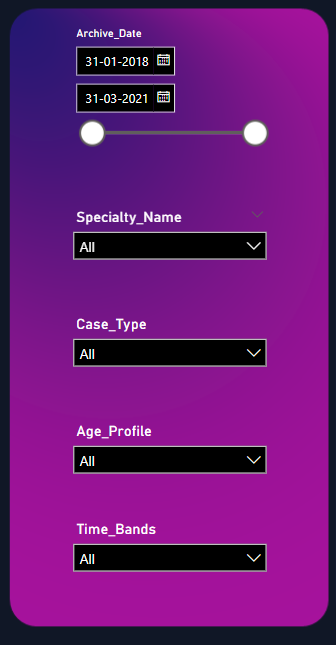 Archive_Date
31-01-2018
31-03-2021
Specialty_Name
All
Case_Type
All
Age_Profile
All
Time_Bands
All